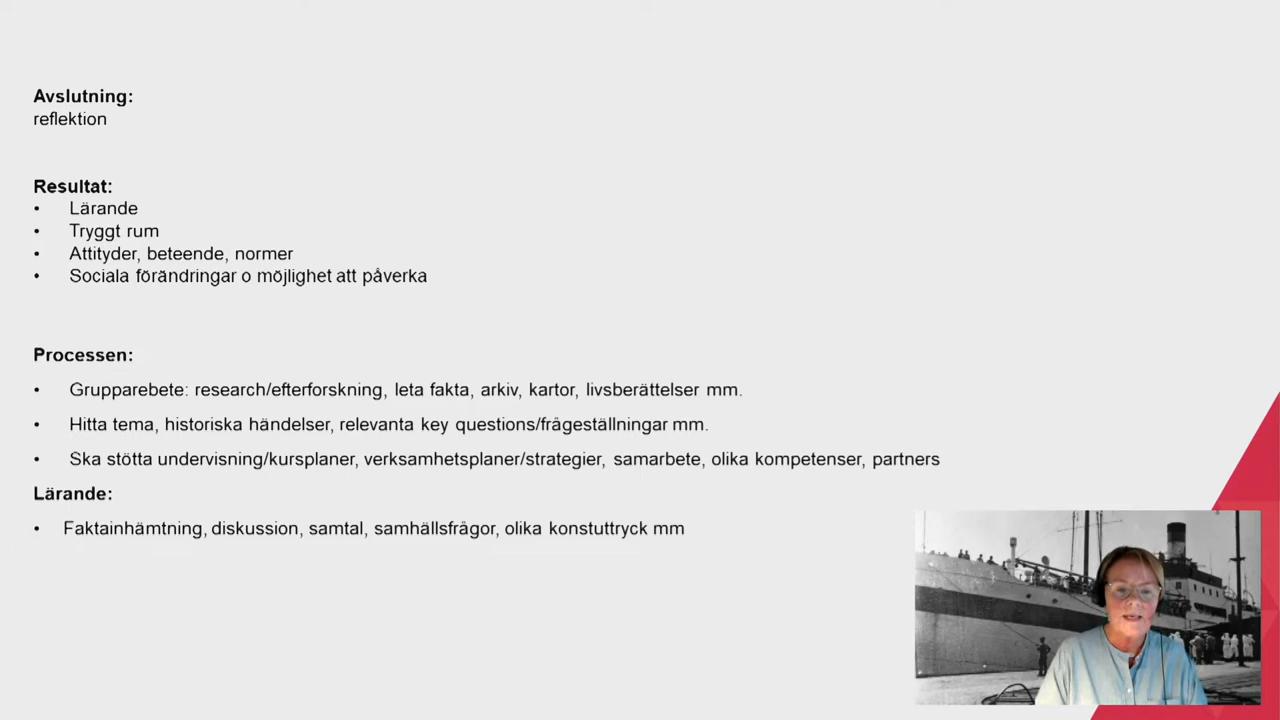 Avslutning:
reflektion
Resultat:
• Lärande
• Tryggt rum
• Attityder, beteende, normer
• Sociala förändringar o möjlighet att påverka
Processen:
• Grupparebete: research/efterforskning, leta fakta, arkiv, kartor, livsberättelser mm.
• Hitta tema, historiska händelser, relevanta key questions/frågeställningar mm.
• Ska stötta undervisning/kursplaner, verksamhetsplaner/strategier, samarbete, olika kompetenser, partners
Lärande:
• Faktainhämtning, diskussion, samtal, samhällsfrågor, olika konstuttryck mm